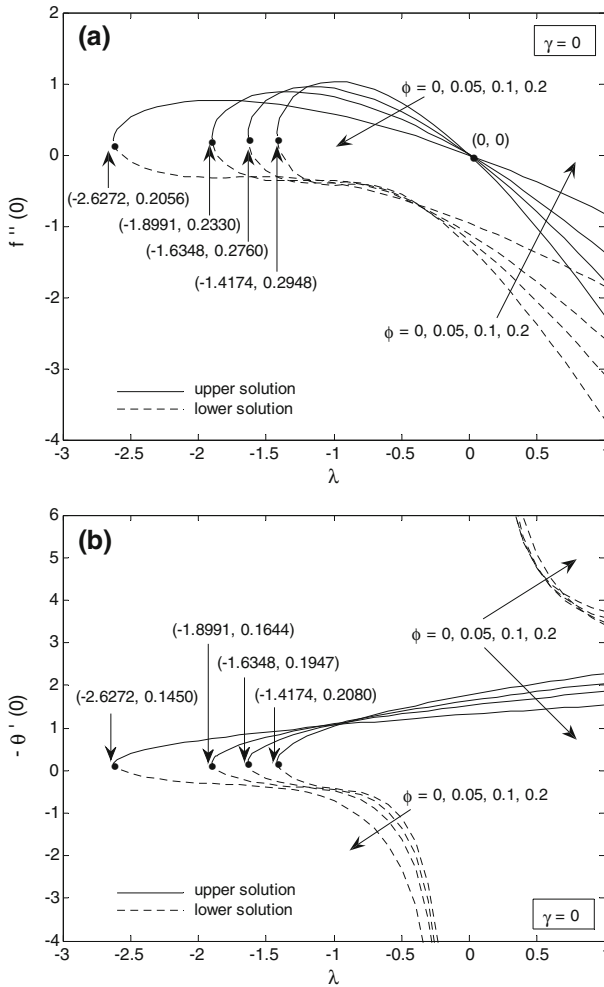 (a)
γ = 0
ϕ = 0, 0.05, 0.1, 0.2
(0, 0)
(-2.6272, 0.2056)
(-1.8991, 0.2330)
(-1.6348, 0.2760)
(-1.4174, 0.2948)
ϕ = 0, 0.05, 0.1, 0.2
upper solution
lower solution
f '' (0)
2
1
0
-1
-2
-3
-4
-3 -2.5 -2 -1.5 -1 -0.5 0 0.5 1
λ
(b)
ϕ = 0, 0.05, 0.1, 0.2
(-1.8991, 0.1644)
(-1.6348, 0.1947)
(-2.6272, 0.1450)
(-1.4174, 0.2080)
ϕ = 0, 0.05, 0.1, 0.2
upper solution
lower solution
γ = 0
- θ ' (0)
6
5
4
3
2
1
0
-1
-2
-3
-4
-3 -2.5 -2 -1.5 -1 -0.5 0 0.5 1
λ